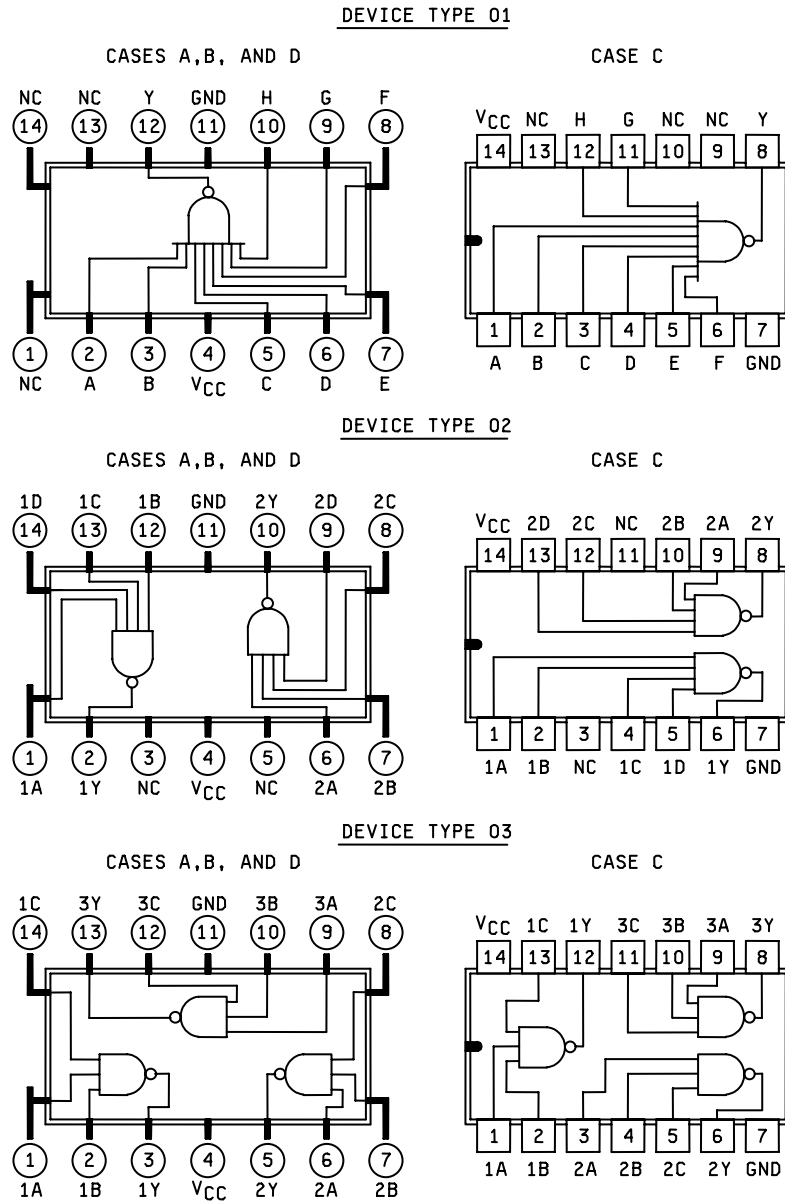 DEVICE TYPE 01
CASES A,B, AND D
CASE C
NC NC Y GND H G F
14 13 12 11 10 9 8
1 2 3 4 5 6 7
NC A B VCC C D E
VCC NC H G NC NC Y
14 13 12 11 10 9 8
1 2 3 4 5 6 7
A B C D E F GND
DEVICE TYPE 02
CASES A,B, AND D
CASE C
1D 1C 1B GND 2Y 2D 2C
14 13 12 11 10 9 8
1 2 3 4 5 6 7
1A 1Y NC VCC NC 2A 2B
VCC 2D 2C NC 2B 2A 2Y
14 13 12 11 10 9 8
1 2 3 4 5 6 7
1A 1B NC 1C 1D 1Y GND
DEVICE TYPE 03
CASES A,B, AND D
CASE C
1C 3Y 3C GND 3B 3A 2C
14 13 12 11 10 9 8
1 2 3 4 5 6 7
1A 1B 1Y VCC 2Y 2A 2B
VCC 1C 1Y 3C 3B 3A 3Y
14 13 12 11 10 9 8
1 2 3 4 5 6 7
1A 1B 2A 2B 2C 2Y GND